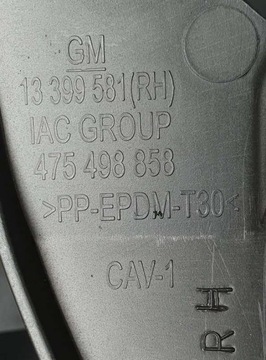 GM
13 399 581(RH)
IAC GROUP
475 498 858
>PP-EPDM-T30<
CAV-1
RH